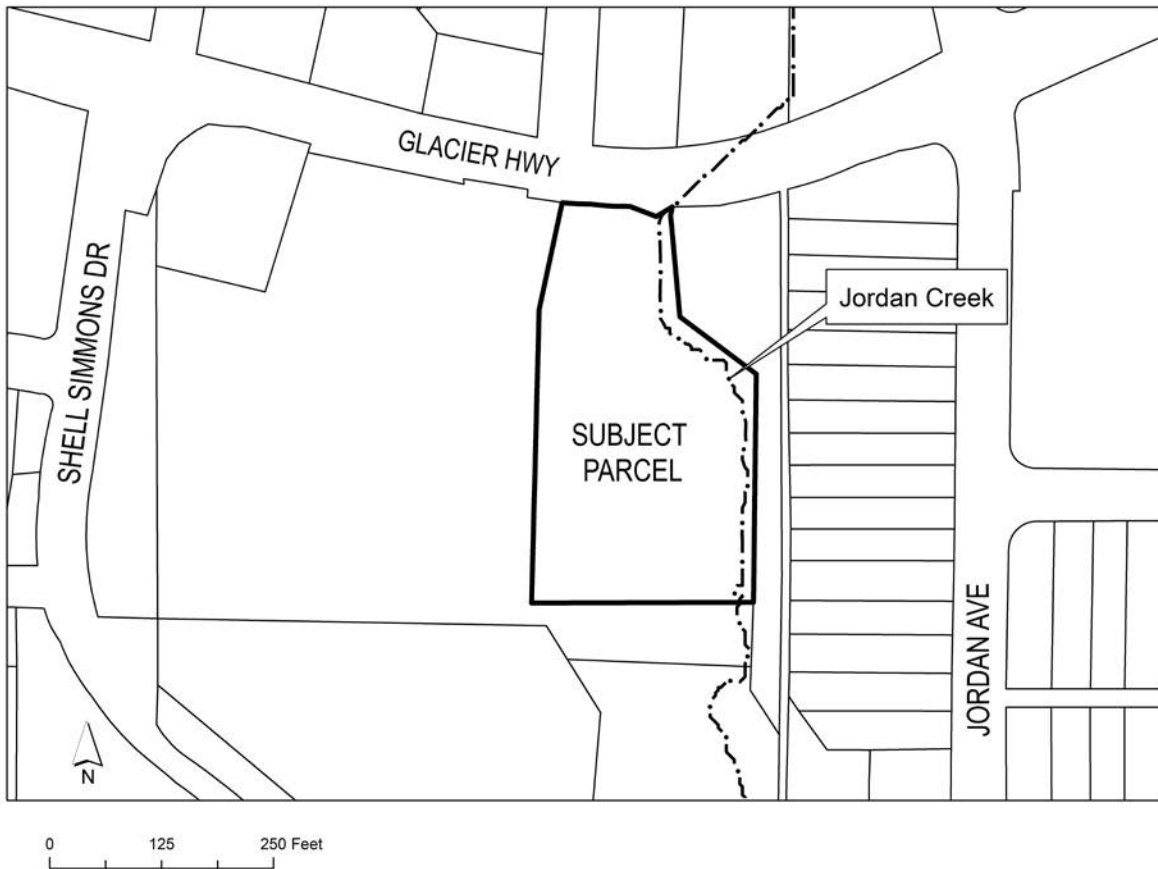 GLACIER HWY
SHELL SIMMONS DR
Jordan Creek
SUBJECT
PARCEL
JORDAN AVE
N
0 125 250 Feet